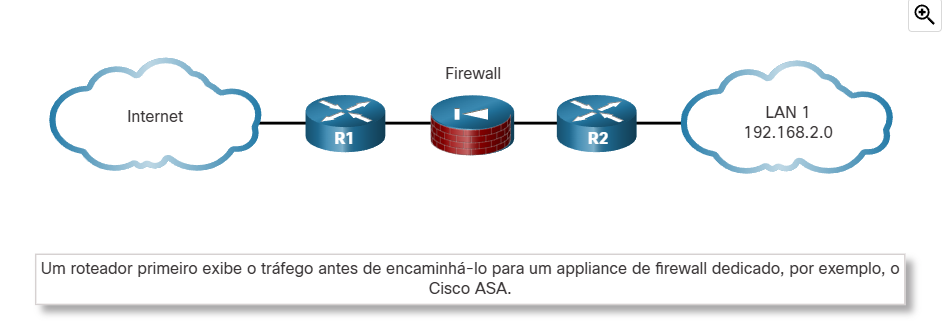 Firewall
Internet
R1
R2
LAN 1
192.168.2.0
Um roteador primeiro exibe o tráfego antes de encaminhá-lo para um appliance de firewall dedicado, por exemplo, o
Cisco ASA.